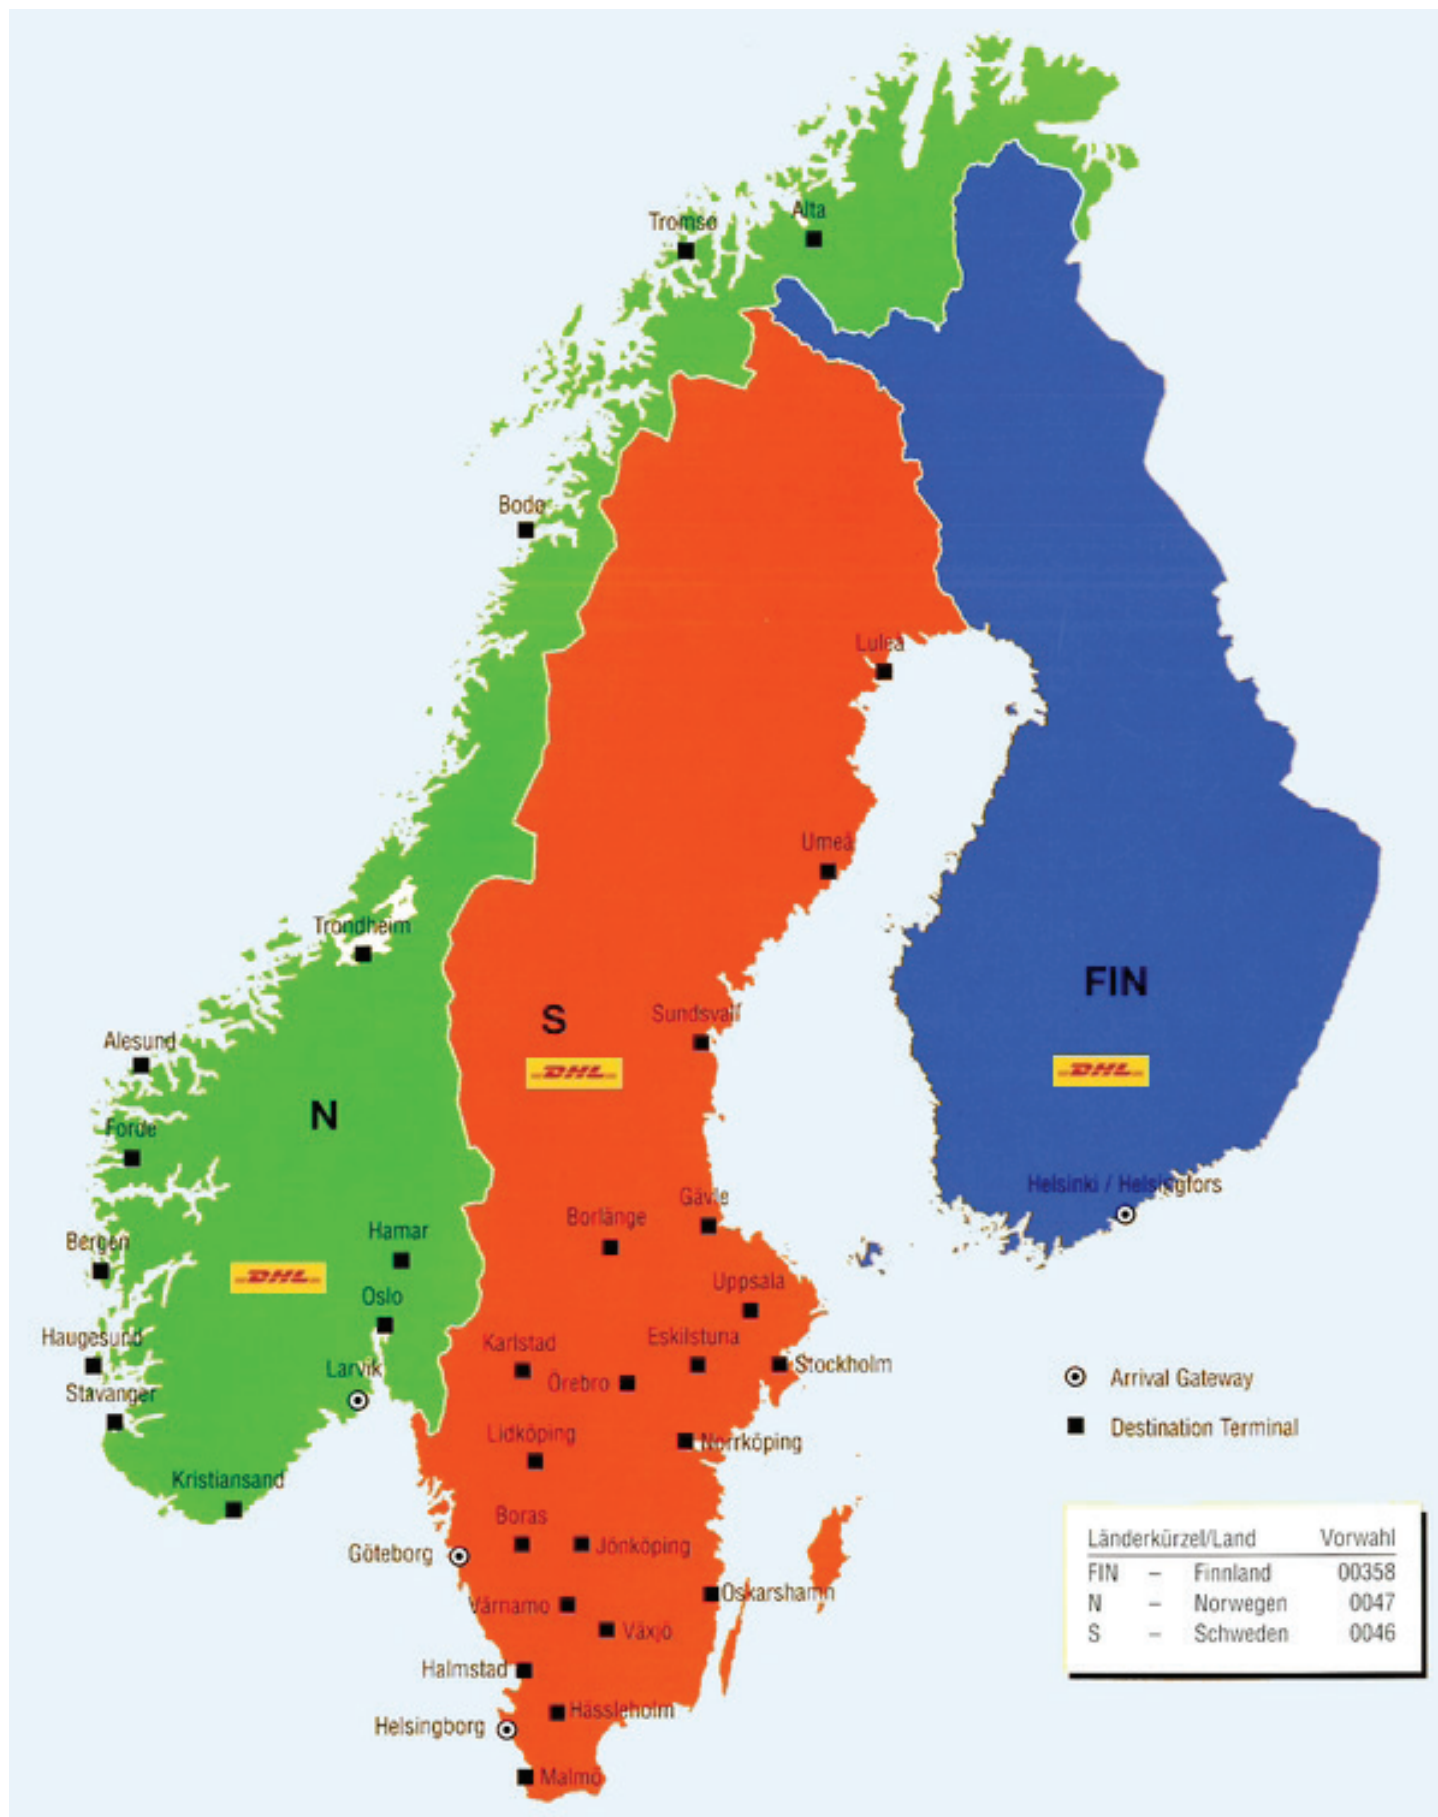 Alta
Tromsø
Bodø
Luleå
Umeå
Trondheim
FIN
Sundsvall
S
Alesund
DHL
DHL
N
Forde
Helsinki / Helsingfors
Gävle
Borlänge
Hamar
Bergen
DHL
Uppsala
Oslo
Haugesund
Eskilstuna
Karlstad
Stockholm
Larvik
Örebro
Arrival Gateway
Stavanger
Destination Terminal
Lidköping
Norrköping
Kristiansand
Boras
Jönköping
Göteborg
Länderkürzel/Land Vorwahl
FIN – Finnland 00358
Oskarshamn
N – Norwegen 0047
Värnamo
Växjö
S – Schweden 0046
Halmstad
Hässleholm
Helsingborg
Malmö